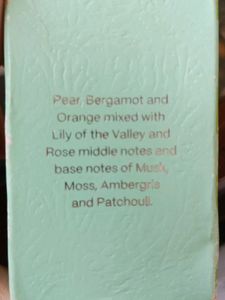 Pear, Bergamot and
Orange mixed with
Lily of the Valley and
Rose middle notes and
base notes of Musk,
Moss, Ambergris
and Patchouli.